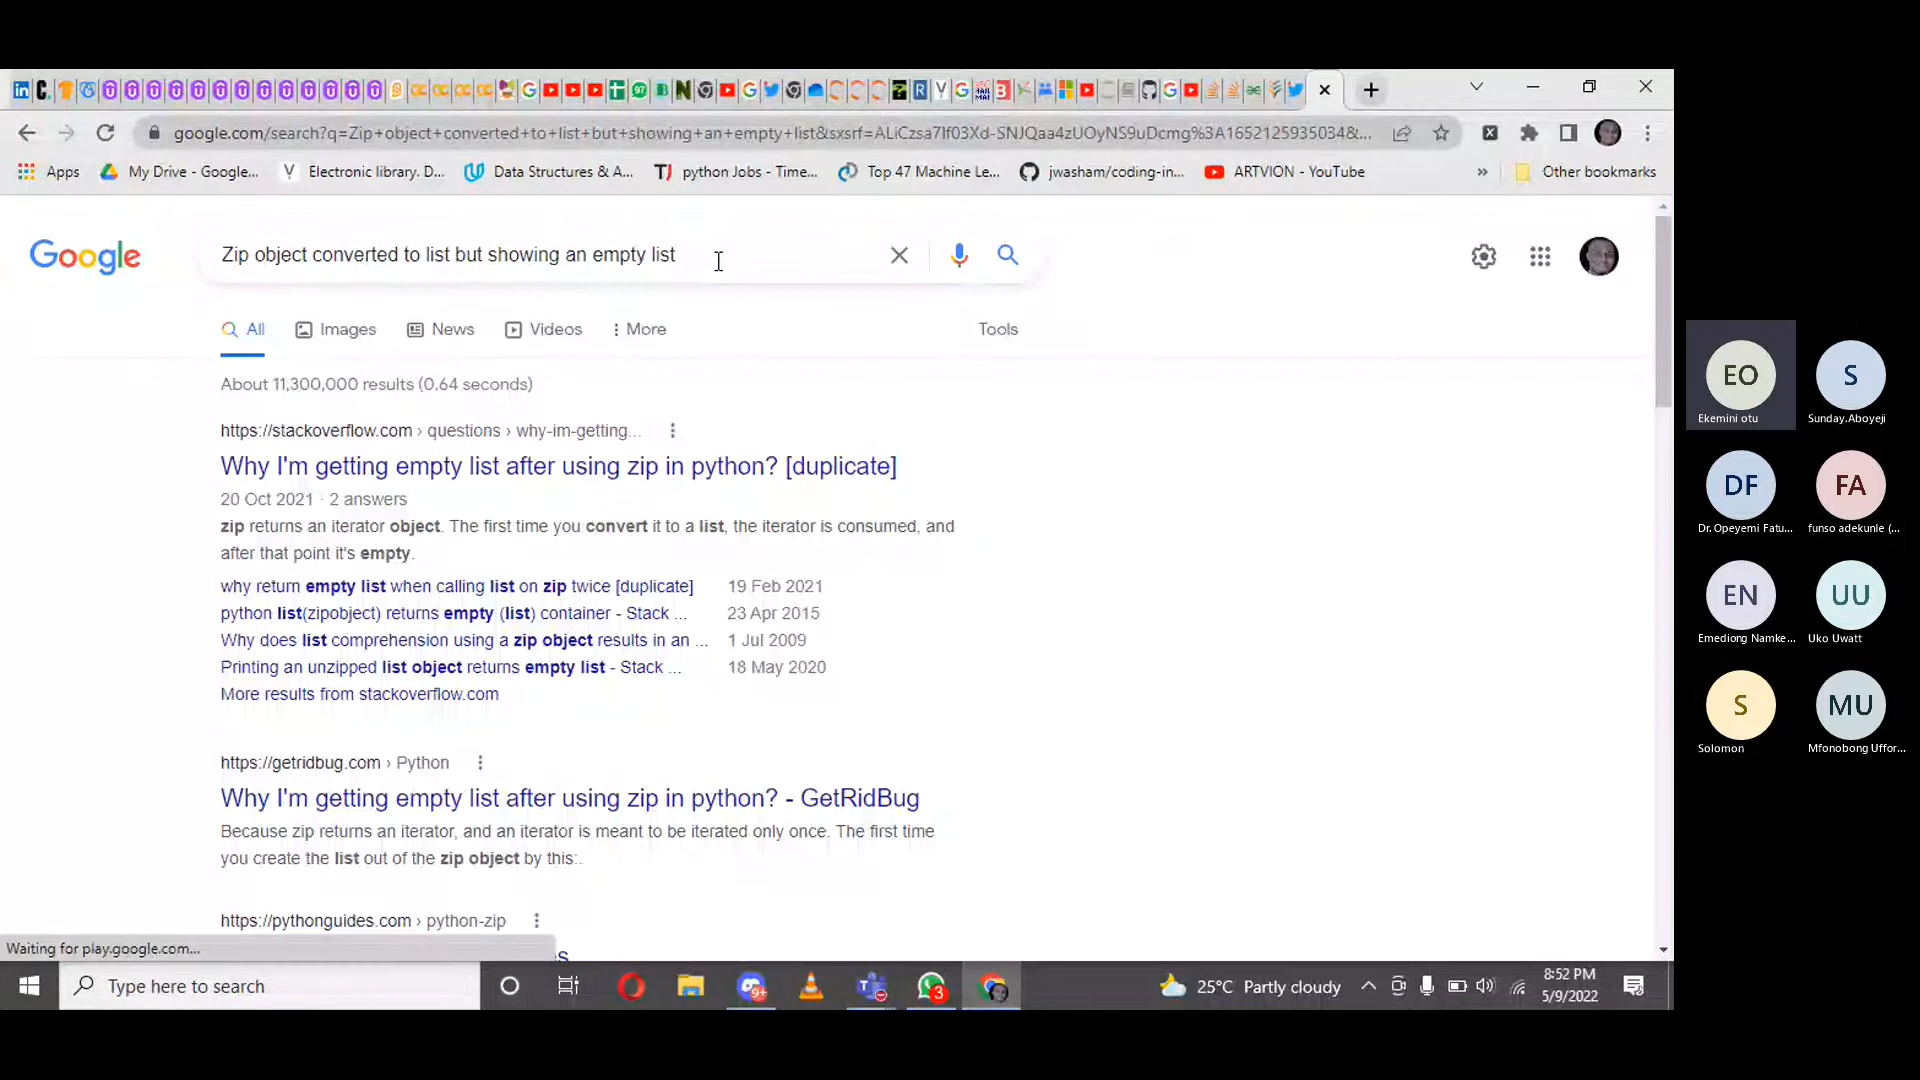 google.com/search?q=Zip+object+converted+to+list+but+showing+an+empty+list&sxsrf=ALiCzsa7If03Xd-SNJQaa4zUOyNS9uDcmg%3A1652125935034&...
Apps My Drive - Google... Electronic library. D... Data Structures & A... python Jobs - Time... Top 47 Machine Le... jwasham/coding-in... ARTVION - YouTube » Other bookmarks
Google
Zip object converted to list but showing an empty list
All Images News Videos More Tools
About 11,300,000 results (0.64 seconds)
https://stackoverflow.com › questions › why-im-getting...
Why I'm getting empty list after using zip in python? [duplicate]
20 Oct 2021 · 2 answers
zip returns an iterator object. The first time you convert it to a list, the iterator is consumed, and
after that point it's empty.
why return empty list when calling list on zip twice [duplicate] 19 Feb 2021
python list(zipobject) returns empty (list) container - Stack ... 23 Apr 2015
Why does list comprehension using a zip object results in an ... 1 Jul 2009
Printing an unzipped list object returns empty list - Stack ... 18 May 2020
More results from stackoverflow.com
https://getridbug.com › Python
Why I'm getting empty list after using zip in python? - GetRidBug
Because zip returns an iterator, and an iterator is meant to be iterated only once. The first time
you create the list out of the zip object by this:.
https://pythonguides.com › python-zip
Waiting for play.google.com...
Type here to search
9+
3
25°C Partly cloudy
8:52 PM
5/9/2022
EO S
Ekemini otu Sunday.Aboyeji
DF FA
Dr. Opeyemi Fatu... funso adekunle (...
EN UU
Emediong Namke... Uko Uwatt
S MU
Solomon Mfonobong Uffor...